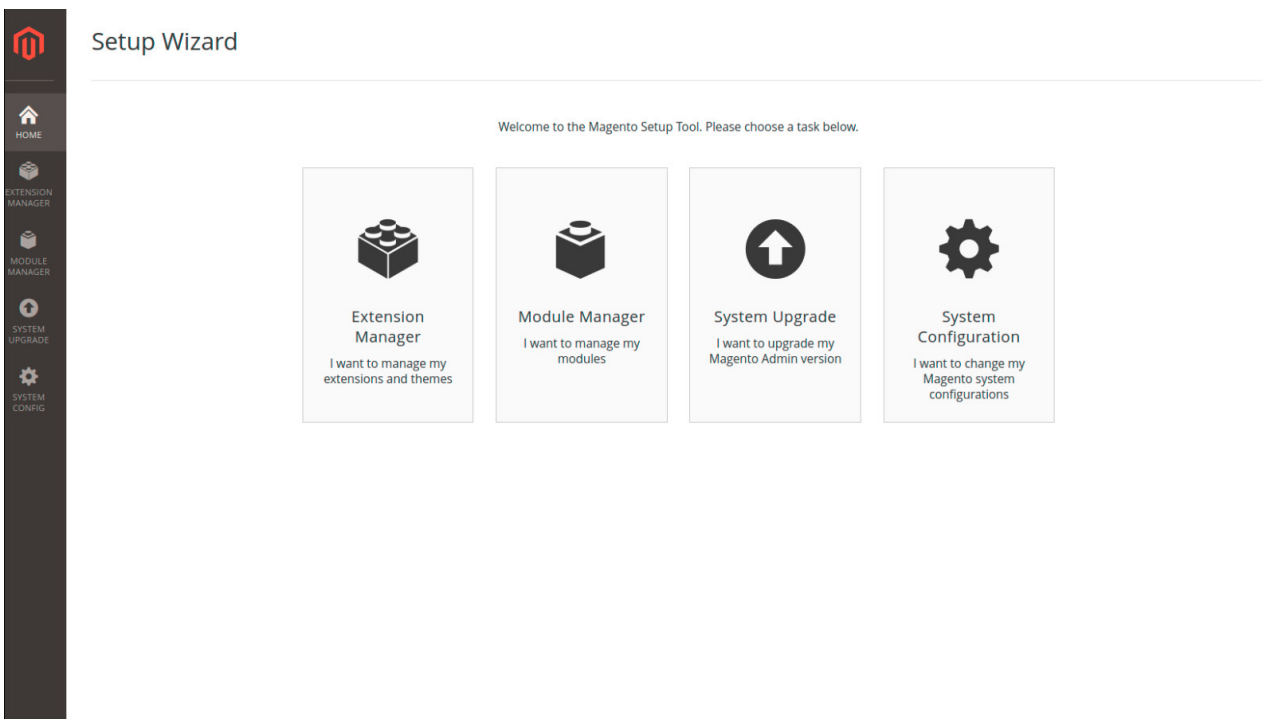 Setup Wizard
HOME
EXTENSION
MANAGER
MODULE
MANAGER
SYSTEM
UPGRADE
SYSTEM
CONFIG
Welcome to the Magento Setup Tool. Please choose a task below.
Extension
Manager
I want to manage my
extensions and themes
Module Manager
I want to manage my
modules
System Upgrade
I want to upgrade my
Magento Admin version
System
Configuration
I want to change my
Magento system
configurations